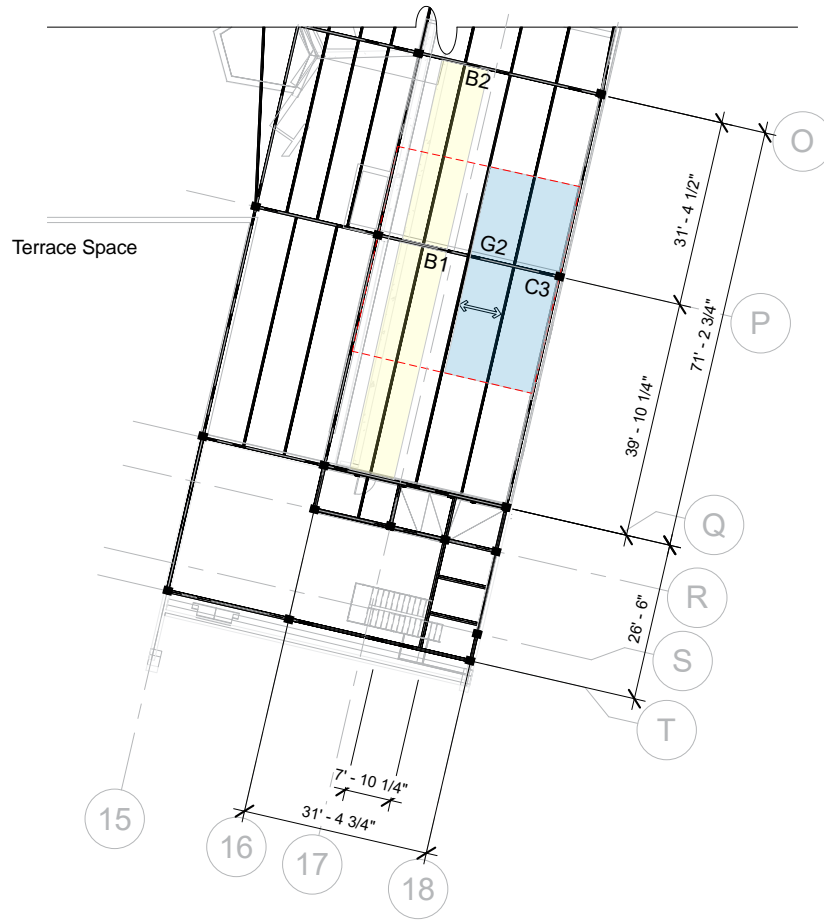 B2
O
31' - 4 1/2"
Terrace Space
G2
B1
C3
P
71' - 2 3/4"
39' - 10 1/4"
Q
R
26' - 6"
S
T
7' - 10 1/4"
31' - 4 3/4"
15
16
17
18